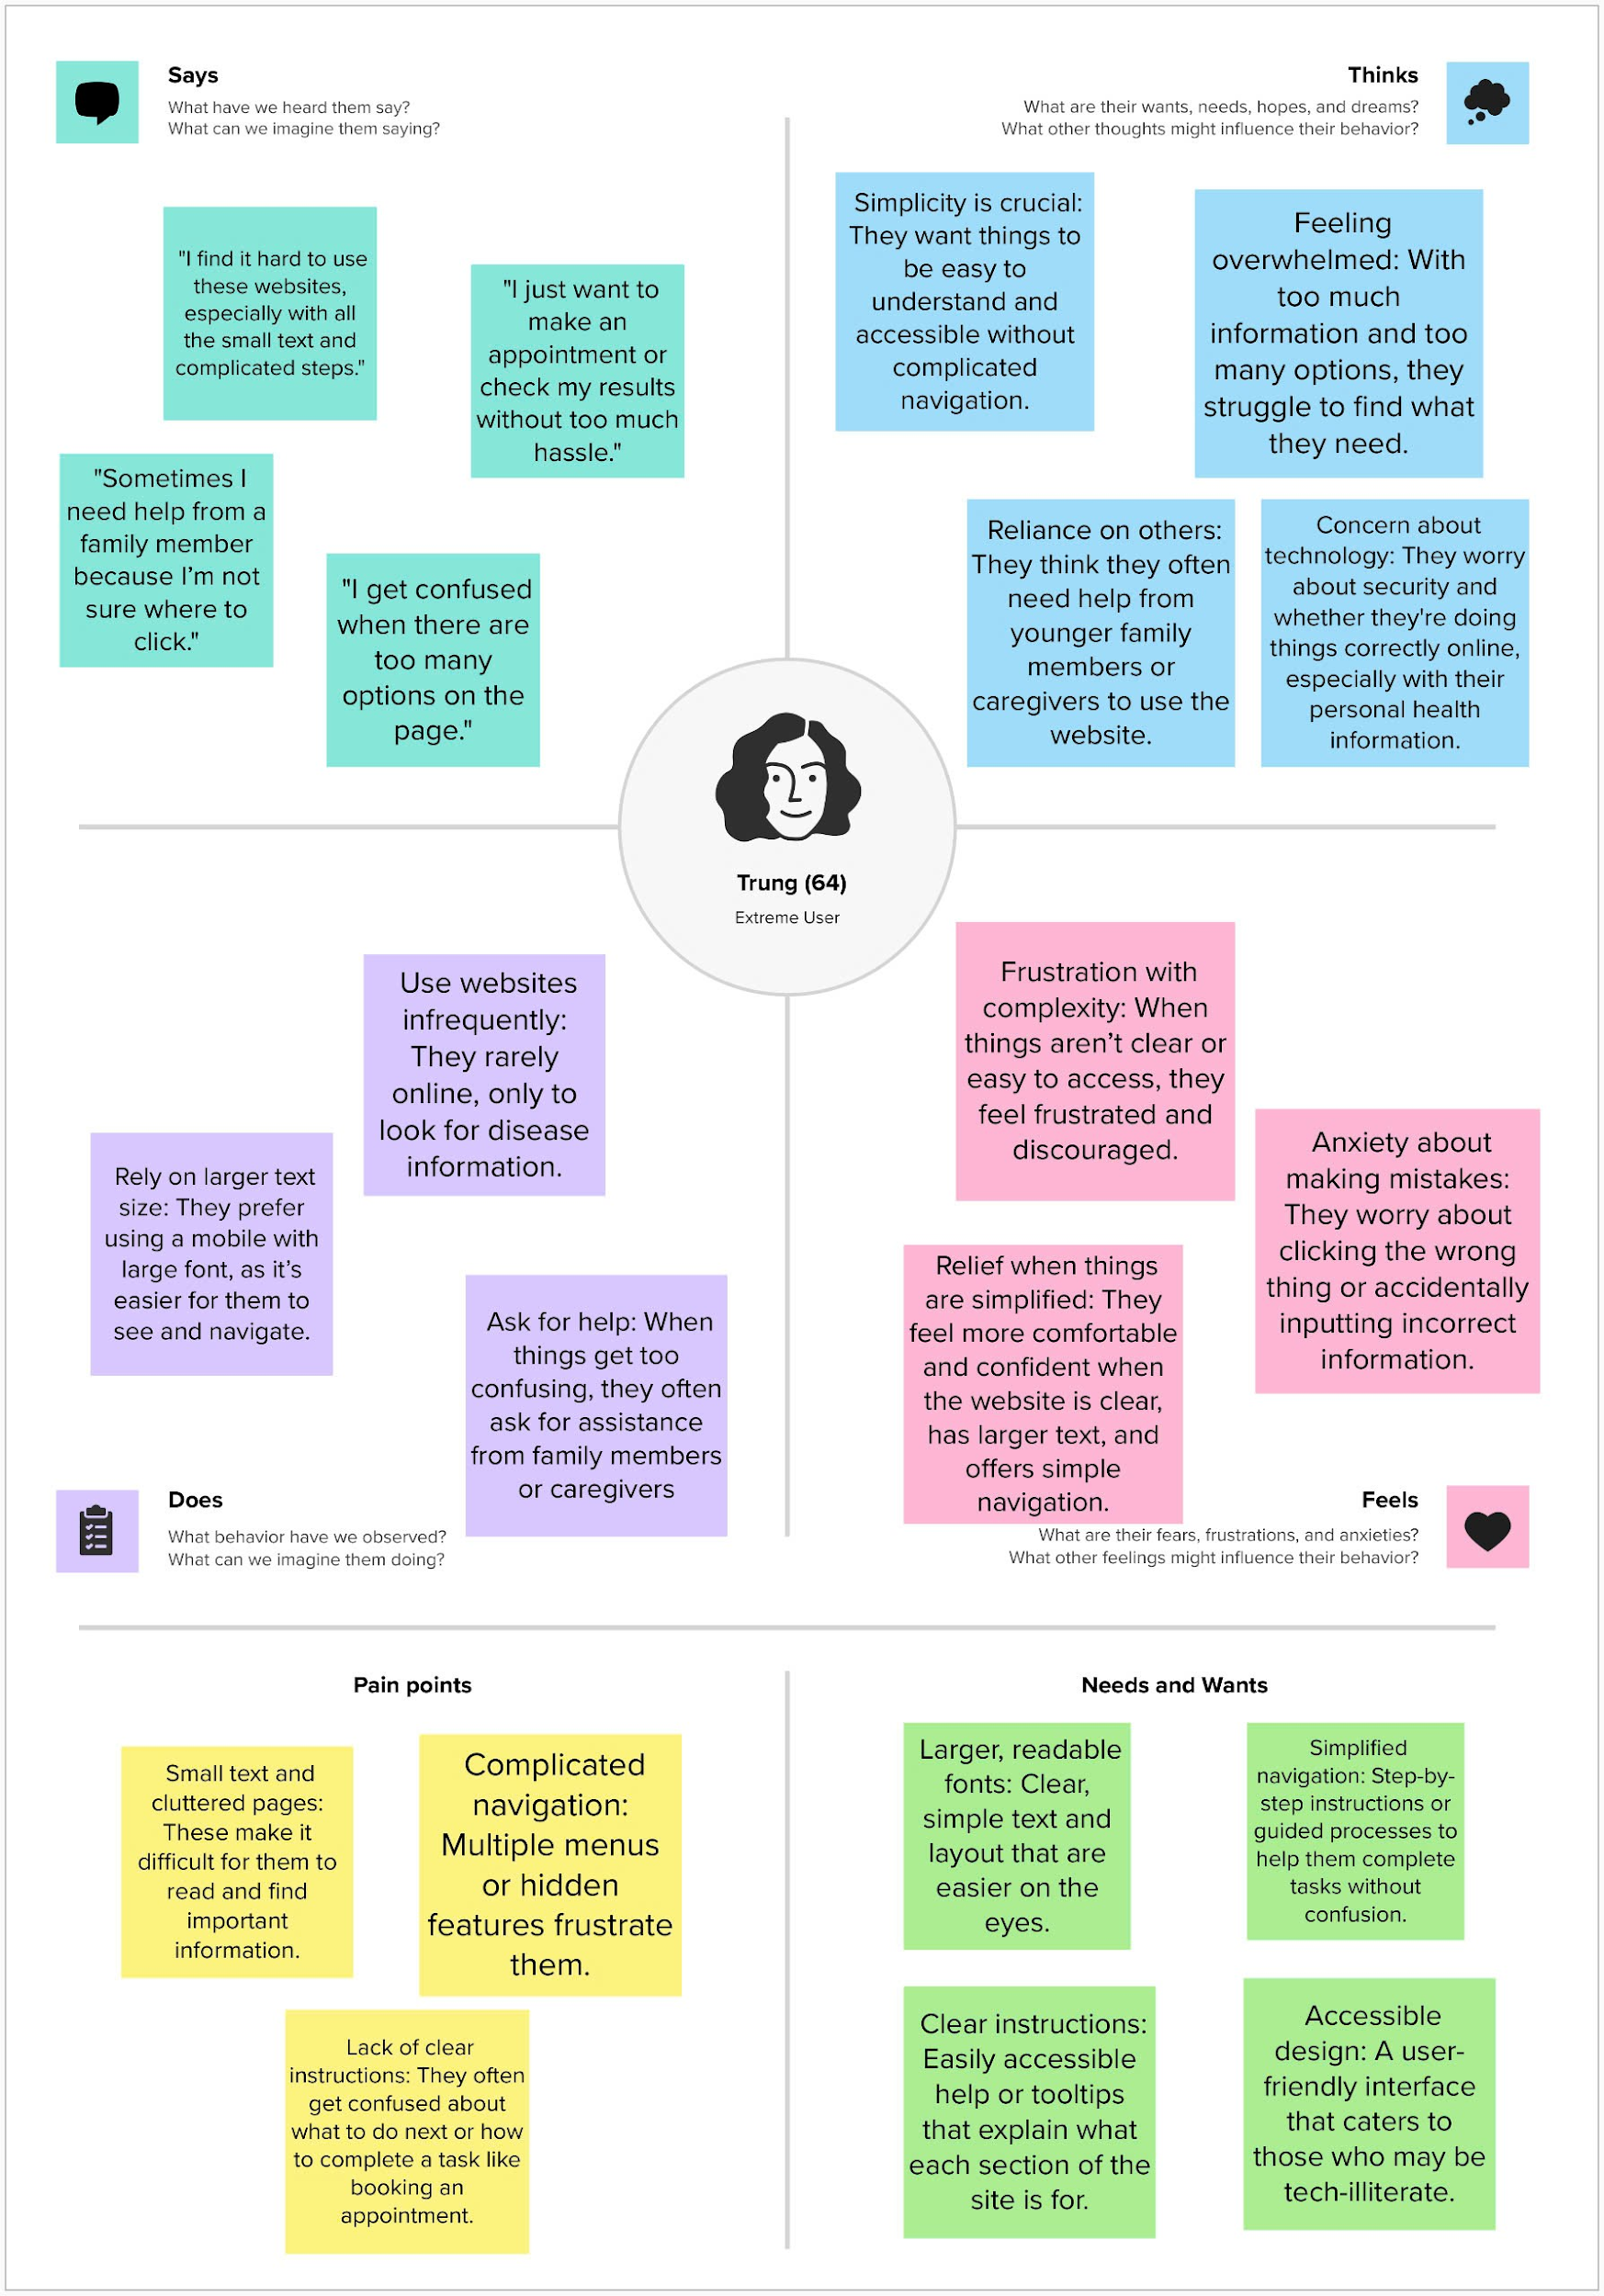 Says
What have we heard them say?
What can we imagine them saying?
"I find it hard to use
these websites,
especially with all
the small text and
complicated steps."
"I just want to
make an
appointment or
check my results
without too much
hassle."
"Sometimes I
need help from a
family member
because I'm not
sure where to
click."
"I get confused
when there are
too many
options on the
page."
Thinks
What are their wants, needs, hopes, and dreams?
What other thoughts might influence their behavior?
Simplicity is crucial:
They want things to
be easy to
understand and
accessible without
complicated
navigation.
Feeling
overwhelmed: With
too much
information and too
many options, they
struggle to find what
they need.
Reliance on others:
They think they often
need help from
younger family
members or
caregivers to use the
website.
Concern about
technology: They worry
about security and
whether they're doing
things correctly online,
especially with their
personal health
information.
Trung (64)
Extreme User
Use websites
infrequently:
They rarely
online, only to
look for disease
information.
Rely on larger text
size: They prefer
using a mobile with
large font, as it's
easier for them to
see and navigate.
Ask for help: When
things get too
confusing, they often
ask for assistance
from family members
or caregivers
Does
What behavior have we observed?
What can we imagine them doing?
Frustration with
complexity: When
things aren't clear or
easy to access, they
feel frustrated and
discouraged.
Anxiety about
making mistakes:
They worry about
clicking the wrong
thing or accidentally
inputting incorrect
information.
Relief when things
are simplified: They
feel more comfortable
and confident when
the website is clear,
has larger text, and
offers simple
navigation.
Feels
What are their fears, frustrations, and anxieties?
What other feelings might influence their behavior?
Pain points
Small text and
cluttered pages:
These make it
difficult for them to
read and find
important
information.
Complicated
navigation:
Multiple menus
or hidden
features frustrate
them.
Lack of clear
instructions: They often
get confused about
what to do next or how
to complete a task like
booking an
appointment.
Needs and Wants
Larger, readable
fonts: Clear,
simple text and
layout that are
easier on the
eyes.
Simplified
navigation: Step-by-
step instructions or
guided processes to
help them complete
tasks without
confusion.
Clear instructions:
Easily accessible
help or tooltips
that explain what
each section of the
site is for.
Accessible
design: A user-
friendly interface
that caters to
those who may be
tech-illiterate.